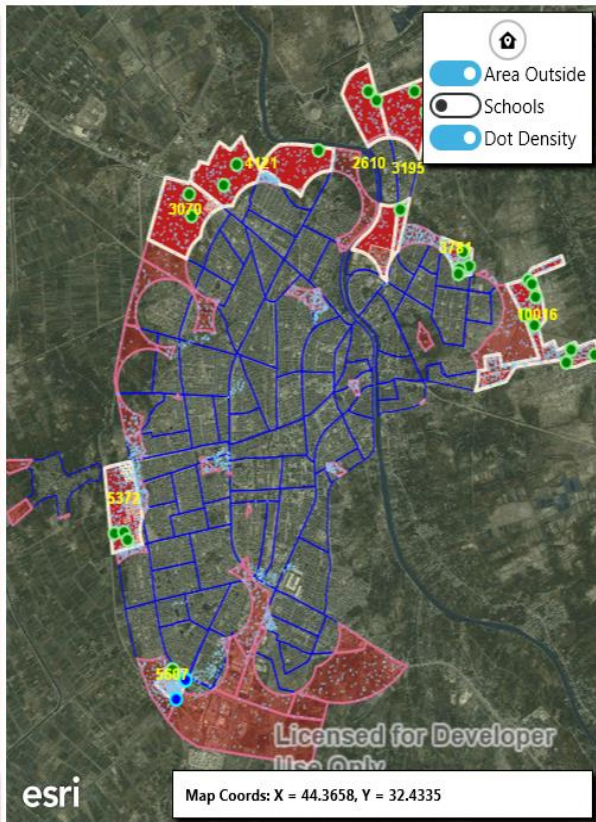 Area Outside
Schools
Dot Density
4121
2610
3195
3070
3781
10016
5372
5687
Licensed for Developer
Use Only
esri
Map Coords: X = 44.3658, Y = 32.4335